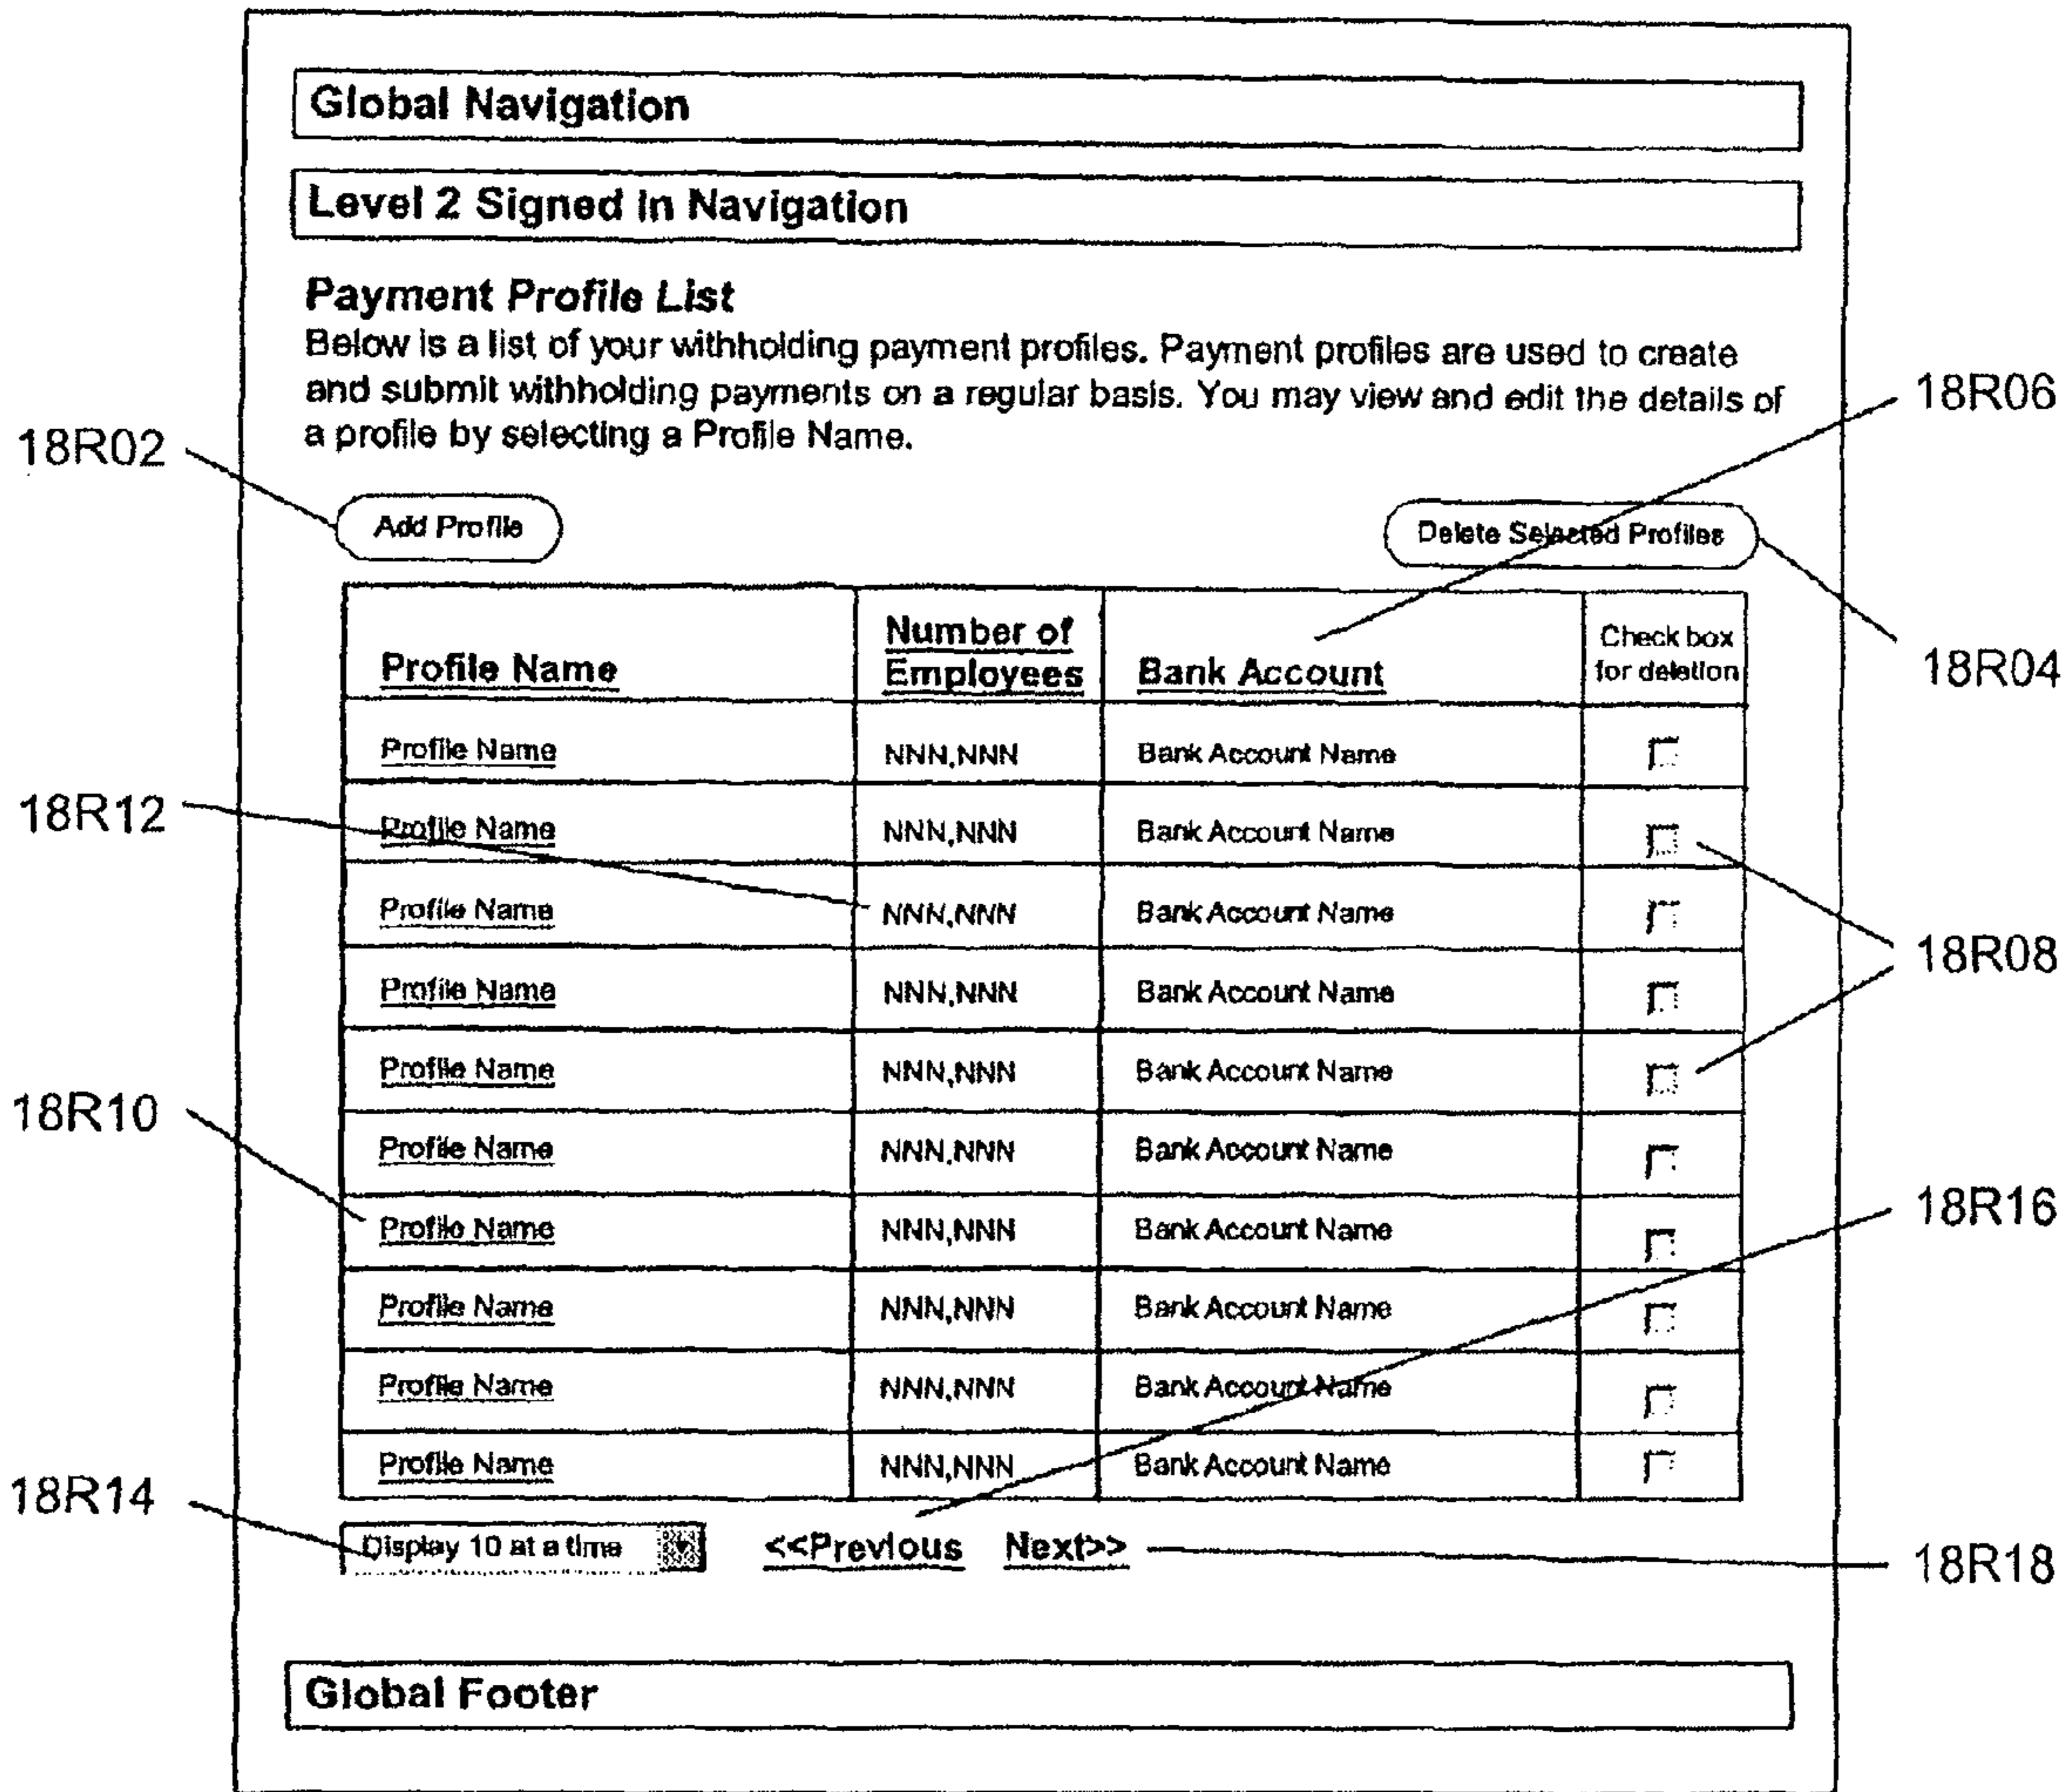 Global Navigation
Level 2 Signed In Navigation
Payment Profile List
Below is a list of your withholding payment profiles. Payment profiles are used to create
and submit withholding payments on a regular basis. You may view and edit the details of
a profile by selecting a Profile Name.
18R06
18R02
Add Profile
Delete Selected Profiles
Profile Name
Number of
Employees
Bank Account
Check box
for deletion
18R04
Profile Name NNN,NNN Bank Account Name
18R12
Profile Name NNN,NNN Bank Account Name
Profile Name NNN,NNN Bank Account Name
18R08
Profile Name NNN,NNN Bank Account Name
Profile Name NNN,NNN Bank Account Name
18R10
Profile Name NNN,NNN Bank Account Name
18R16
Profile Name NNN,NNN Bank Account Name
Profile Name NNN,NNN Bank Account Name
Profile Name NNN,NNN Bank Account Name
Profile Name NNN,NNN Bank Account Name
18R14
Display 10 at a time <<Previous Next>>
18R18
Global Footer